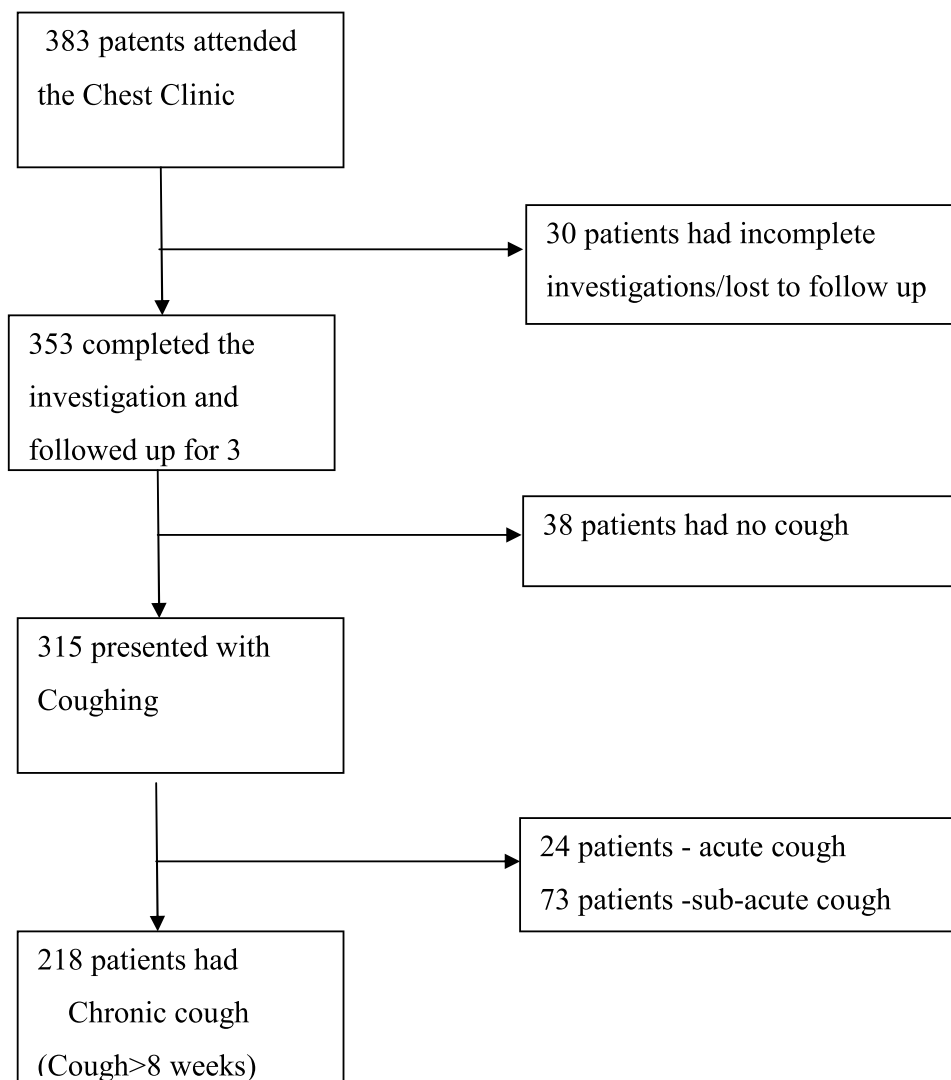 383 patents attended
the Chest Clinic
30 patients had incomplete
investigations/lost to follow up
353 completed the
investigation and
followed up for 3
38 patients had no cough
315 presented with
Coughing
24 patients - acute cough
73 patients -sub-acute cough
218 patients had
Chronic cough
(Cough>8 weeks)